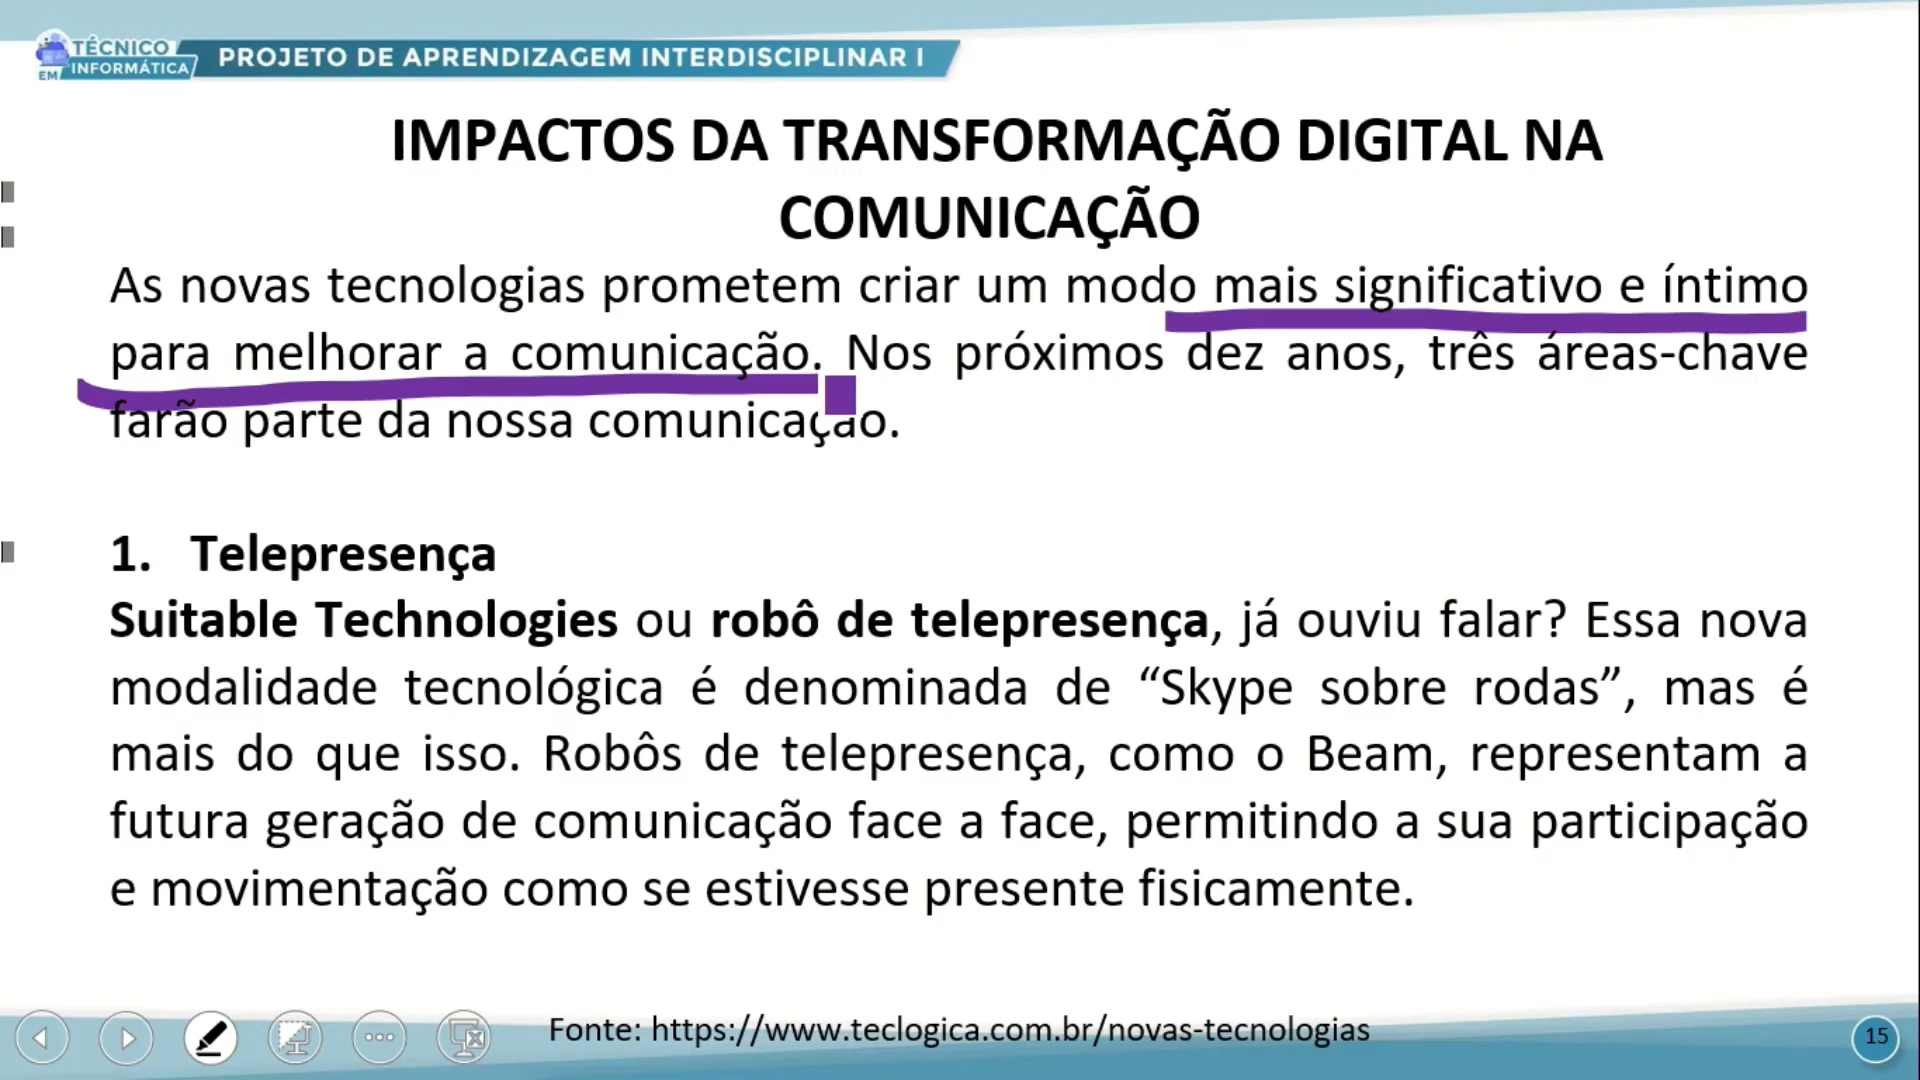 TÉCNICO
EM INFORMÁTICA
PROJETO DE APRENDIZAGEM INTERDISCIPLINAR I
IMPACTOS DA TRANSFORMAÇÃO DIGITAL NA
COMUNICAÇÃO
As novas tecnologias prometem criar um modo mais significativo e íntimo
para melhorar a comunicação. Nos próximos dez anos, três áreas-chave
farão parte da nossa comunicação.
1. Telepresença
Suitable Technologies ou robô de telepresença, já ouviu falar? Essa nova
modalidade tecnológica é denominada de “Skype sobre rodas”, mas é
mais do que isso. Robôs de telepresença, como o Beam, representam a
futura geração de comunicação face a face, permitindo a sua participação
e movimentação como se estivesse presente fisicamente.
Fonte: https://www.teclogica.com.br/novas-tecnologias
15